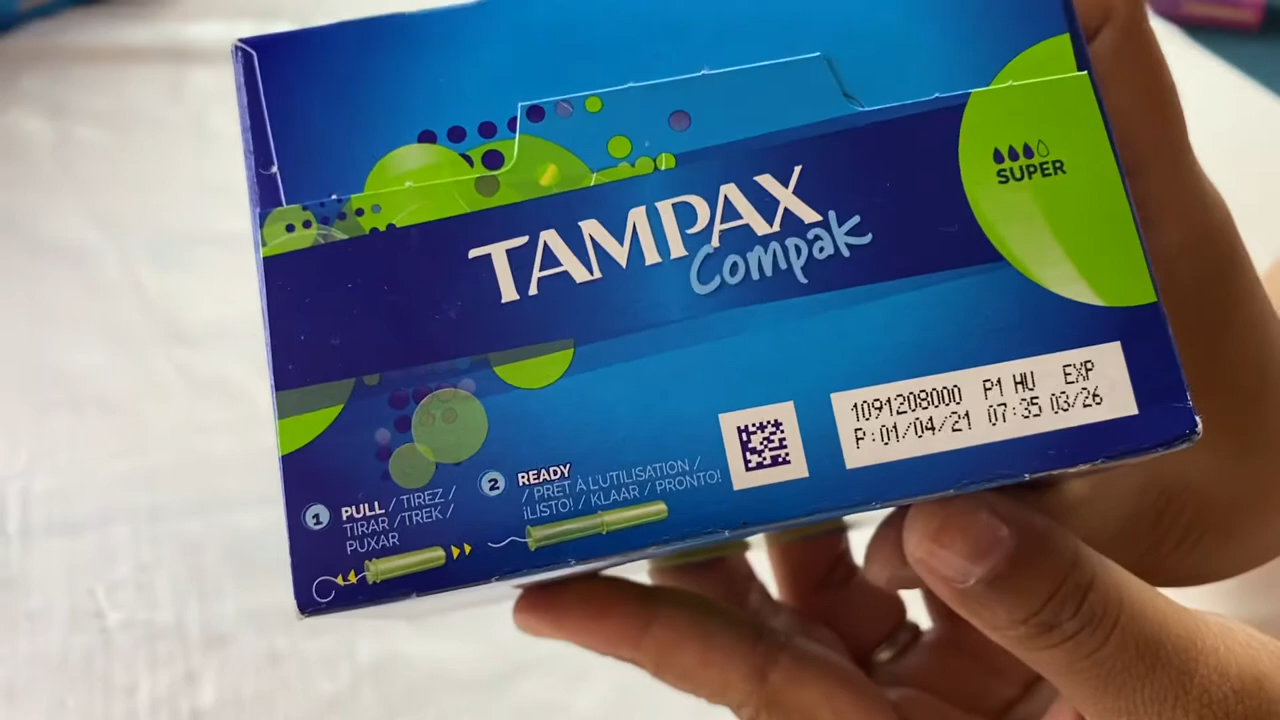 SUPER
TAMPAX
Compak
1091208000 P1 HU EXP
P:01/04/21 07:35 03/26
1 PULL / TIREZ /
TIRAR /TREK /
PUXAR
2 READY
/ PRÊT À L'UTILISATION /
¡LISTO! / KLAAR / PRONTO!